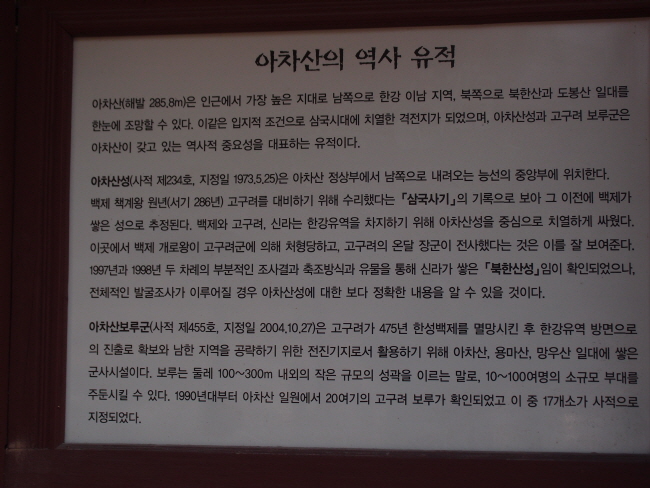 아차산의 역사 유적
아차산(해발 285.8m)은 인근에서 가장 높은 지대로 남쪽으로 한강 이남 지역, 북쪽으로 북한산과 도봉산 일대를
한눈에 조망할 수 있다. 이같은 입지적 조건으로 삼국시대에 치열한 격전지가 되었으며, 아차산성과 고구려 보루군은
아차산이 갖고 있는 역사적 중요성을 대표하는 유적이다.
아차산성(사적 제234호, 지정일 1973.5.25)은 아차산 정상부에서 남쪽으로 내려오는 능선의 중앙부에 위치한다.
백제 책계왕 원년(서기 286년) 고구려를 대비하기 위해 수리했다는 「삼국사기」의 기록으로 보아 그 이전에 백제가
쌓은 성으로 추정된다. 백제와 고구려, 신라는 한강유역을 차지하기 위해 아차산성을 중심으로 치열하게 싸웠다.
이곳에서 백제 개로왕이 고구려군에 의해 처형당하고, 고구려의 온달 장군이 전사했다는 것은 이를 잘 보여준다.
1997년과 1998년 두 차례의 부분적인 조사결과 축조방식과 유물을 통해 신라가 쌓은 「북한산성」임이 확인되었으나,
전체적인 발굴조사가 이루어질 경우 아차산성에 대한 보다 정확한 내용을 알 수 있을 것이다.
아차산보루군(사적 제455호, 지정일 2004.10.27)은 고구려가 475년 한성백제를 멸망시킨 후 한강유역 방면으로
의 진출로 확보와 남한 지역을 공략하기 위한 전진기지로서 활용하기 위해 아차산, 용마산, 망우산 일대에 쌓은
군사시설이다. 보루는 둘레 100~300m 내외의 작은 규모의 성곽을 이르는 말로, 10~100여명의 소규모 부대를
주둔시킬 수 있다. 1990년대부터 아차산 일원에서 20여기의 고구려 보루가 확인되었고 이 중 17개소가 사적으로
지정되었다.